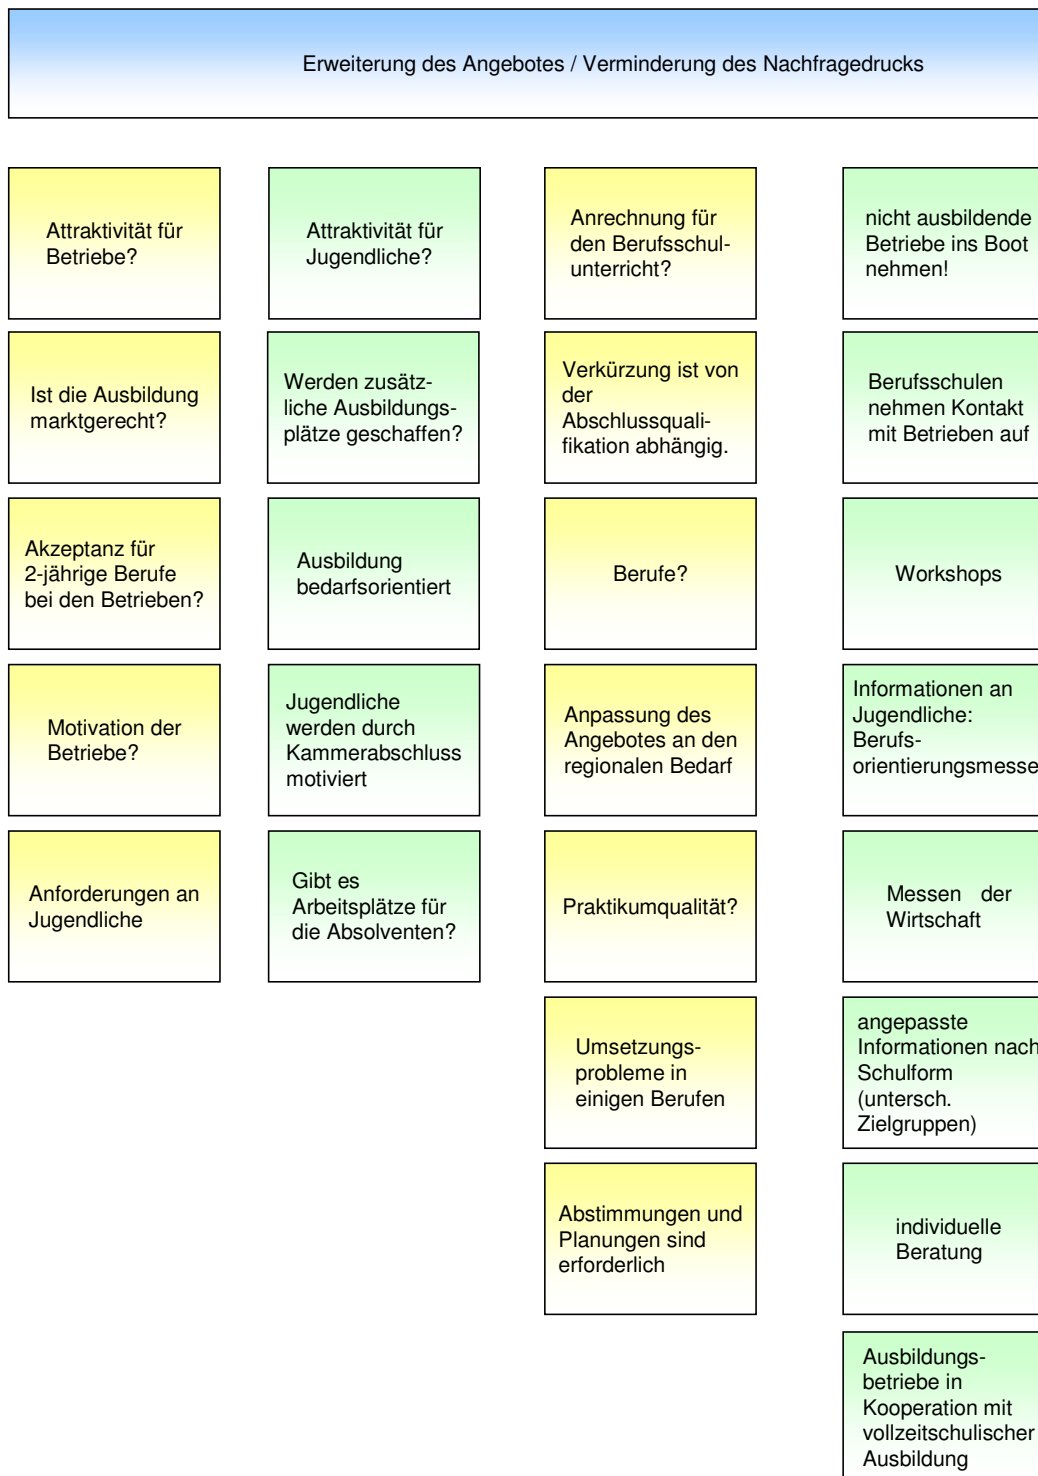 Erweiterung des Angebotes / Verminderung des Nachfragedrucks
Attraktivität für
Betriebe?
Ist die Ausbildung
marktgerecht?
Akzeptanz für
2-jährige Berufe
bei den Betrieben?
Motivation der
Betriebe?
Anforderungen an
Jugendliche
Attraktivität für
Jugendliche?
Werden zusätz-
liche Ausbildungs-
plätze geschaffen?
Ausbildung
bedarfsorientiert
Jugendliche
werden durch
Kammerabschluss
motiviert
Gibt es
Arbeitsplätze für
die Absolventen?
Anrechnung für
den Berufsschul-
unterricht?
Verkürzung ist von
der
Abschlussquali-
fikation abhängig.
Berufe?
Anpassung des
Angebotes an den
regionalen Bedarf
Praktikumqualität?
Umsetzungs-
probleme in
einigen Berufen
Abstimmungen und
Planungen sind
erforderlich
nicht ausbildende
Betriebe ins Boot
nehmen!
Berufsschulen
nehmen Kontakt
mit Betrieben auf
Workshops
Informationen an
Jugendliche:
Berufs-
orientierungsmesse
Messen der
Wirtschaft
angepasste
Informationen nach
Schulform
(untersch.
Zielgruppen)
individuelle
Beratung
Ausbildungs-
betriebe in
Kooperation mit
vollzeitschulischer
Ausbildung